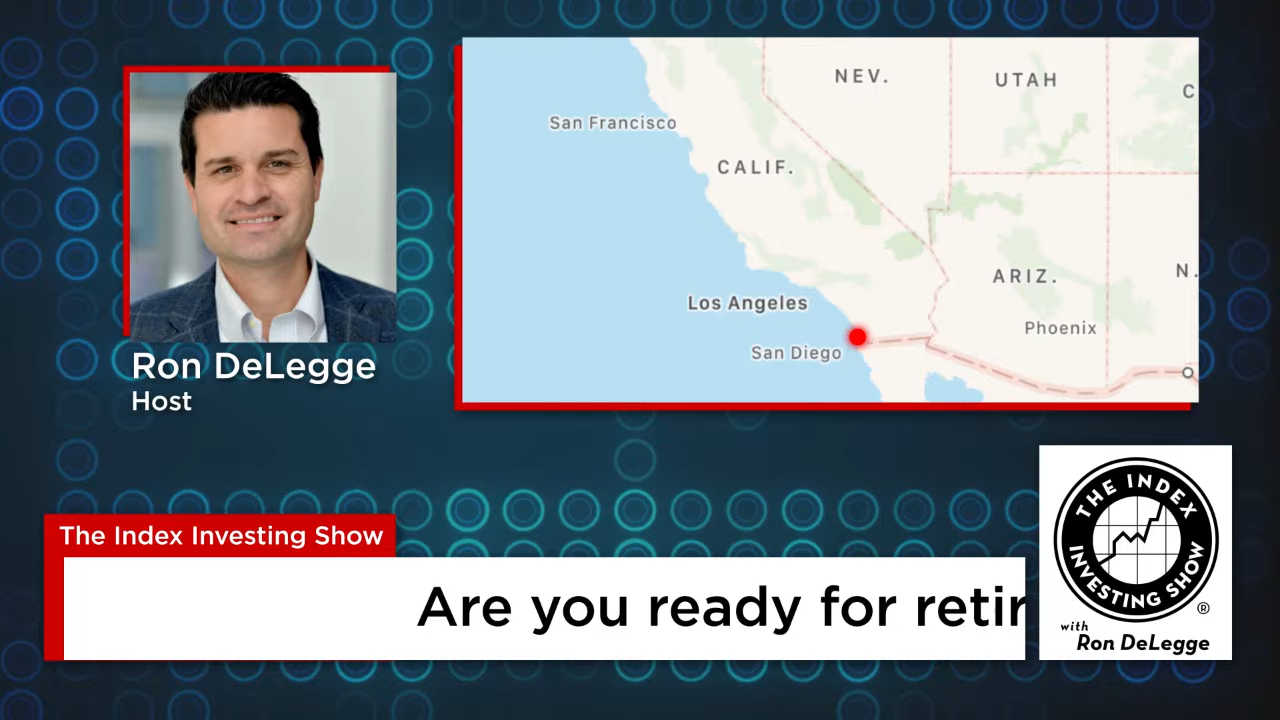 NEV.
UTAH
C
San Francisco
CALIF.
ARIZ.
N.
Los Angeles
Phoenix
San Diego
Ron DeLegge
Host
The Index Investing Show
Are you ready for retir
THE INDEX
INVESTING SHOW
®
with
Ron DeLegge